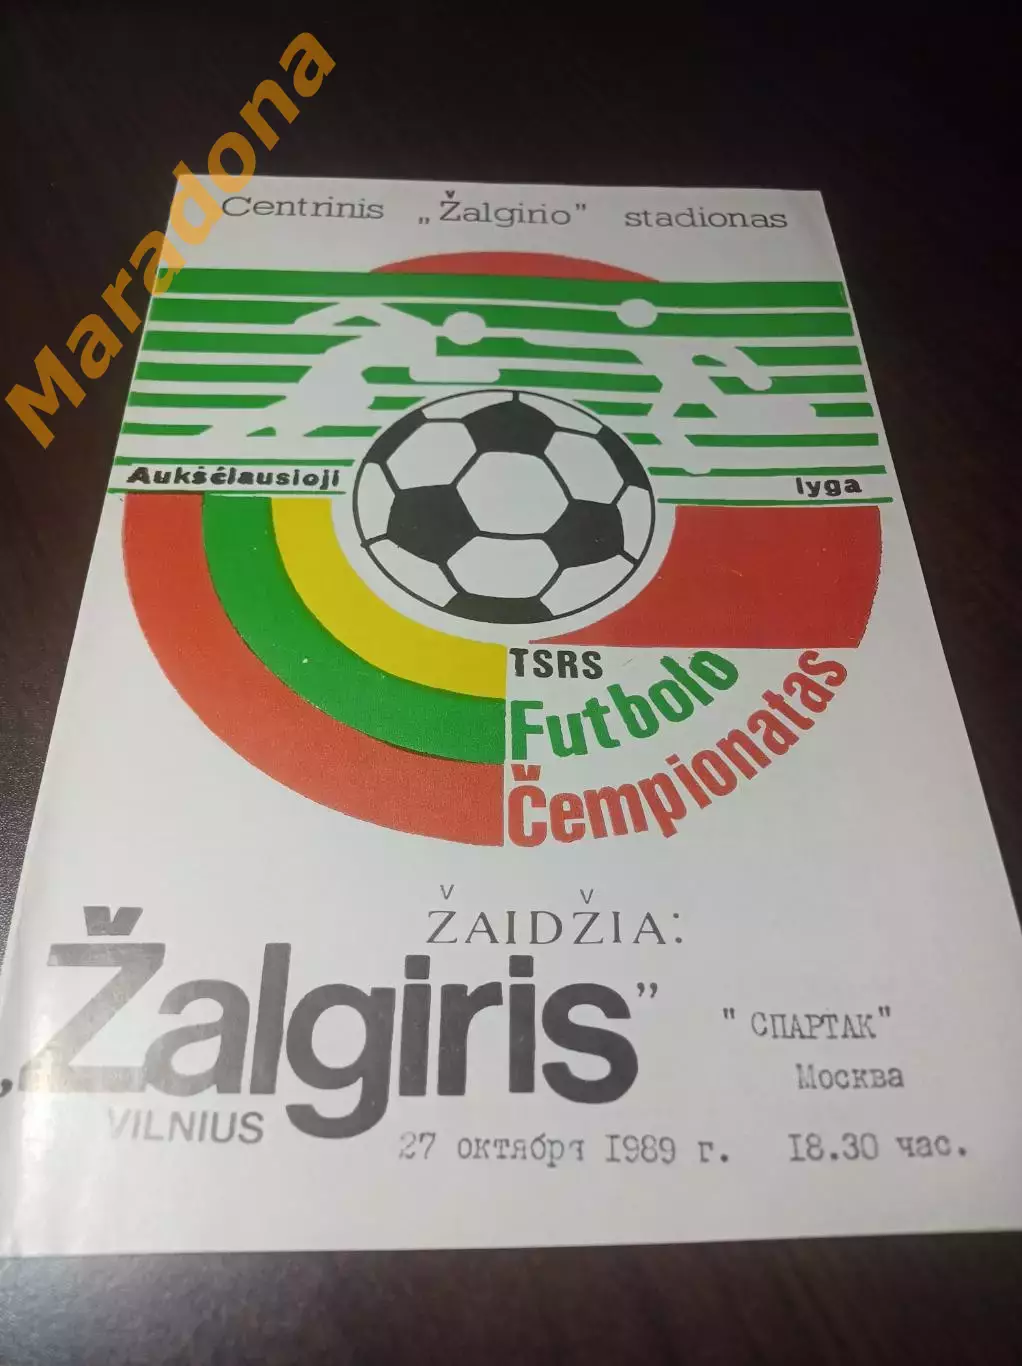 Maradona
Centrinis „Žalgirio" stadionas
Aukščiausioji lyga
TSRS
Futbolo
Čempionatas
ŽAIDŽIA:
„Žalgiris"
VILNIUS
"СПАРТАК"
Москва
27 октября 1989 г. 18.30 час.